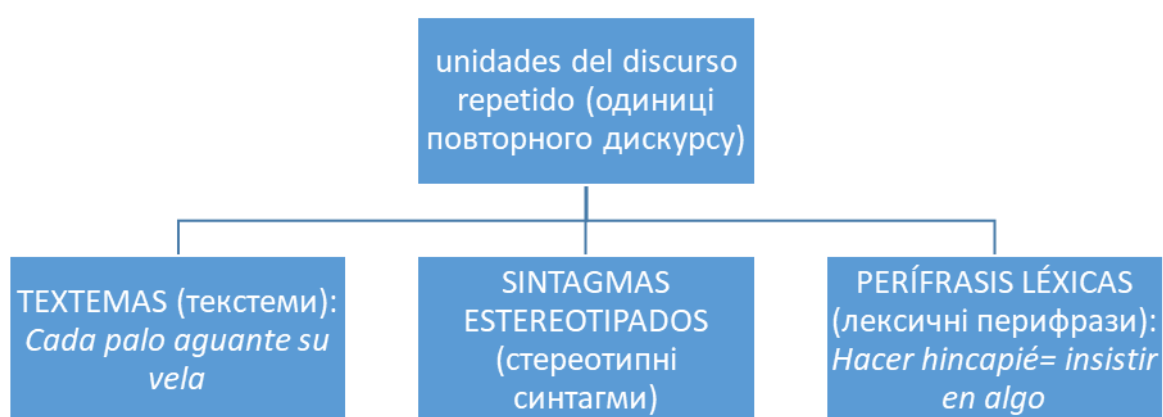 unidades del discurso
repetido (одиниці
повторного дискурсу)
TEXTEMAS (текстеми):
Cada palo aguante su
vela
SINTAGMAS
ESTEREOTIPADOS
(стереотипні
синтагми)
PERÍFRASIS LÉXICAS
(лексичні перифрази):
Hacer hincapié= insistir
en algo